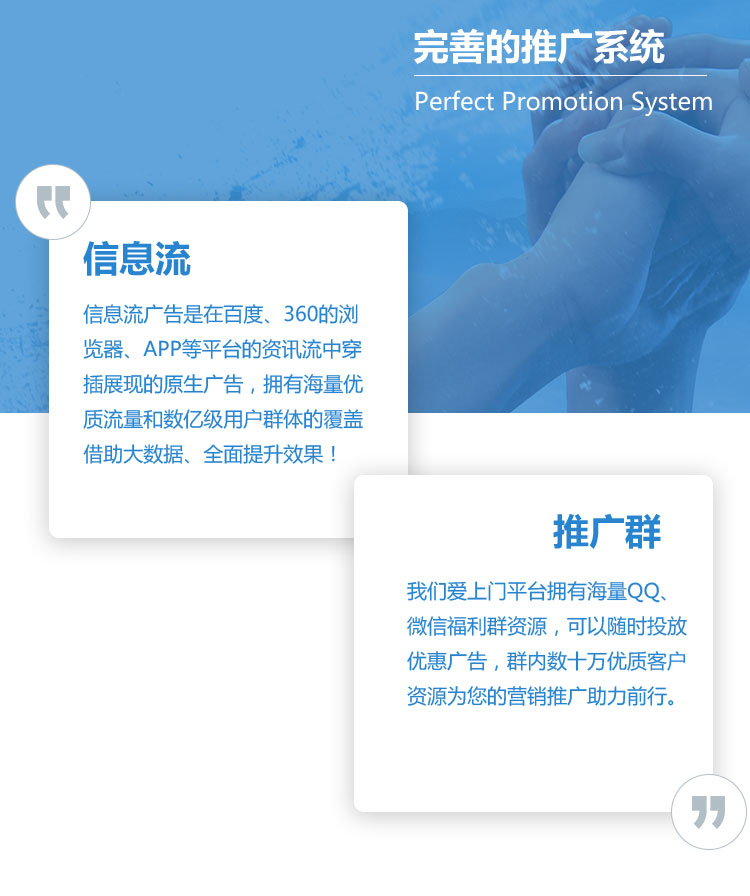 完善的推广系统
Perfect Promotion System
信息流
信息流广告是在百度、360的浏
览器、APP等平台的资讯流中穿
插展现的原生广告，拥有海量优
质流量和数亿级用户群体的覆盖
借助大数据、全面提升效果！
推广群
我们爱上门平台拥有海量QQ、
微信福利群资源，可以随时投放
优惠广告，群内数十万优质客户
资源为您的营销推广助力前行。